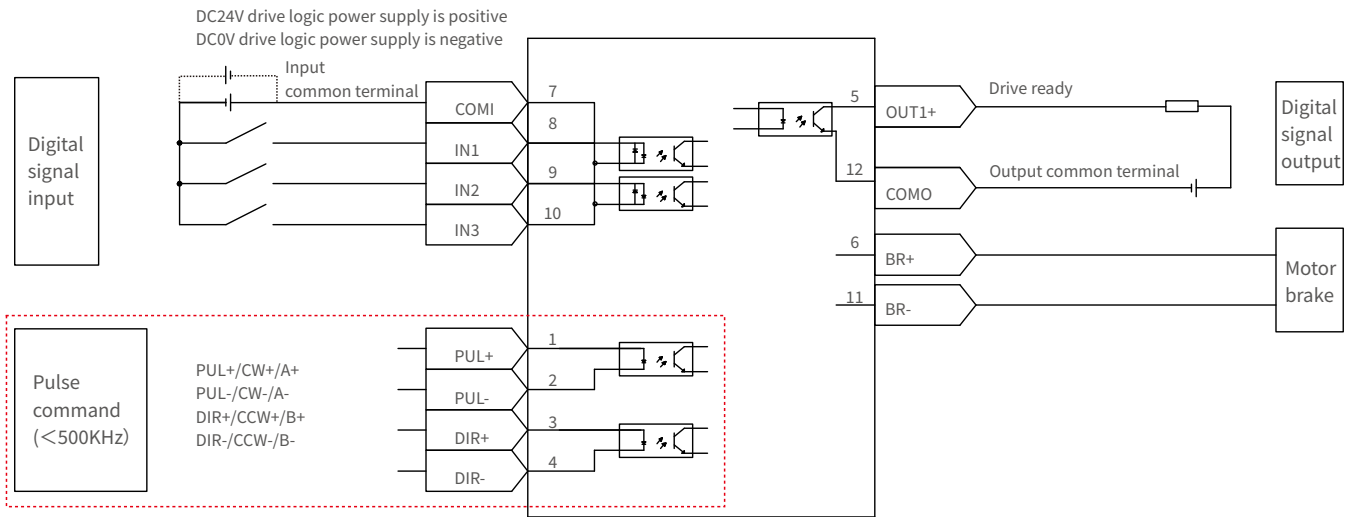 DC24V drive logic power supply is positive
DC0V drive logic power supply is negative
Digital
signal
input
Input
common terminal
COMI
IN1
IN2
IN3
7
8
9
10
5
OUT1+
Drive ready
12
COMO
Output common terminal
Digital
signal
output
6
BR+
11
BR-
Motor
brake
Pulse
command
(<500KHz)
PUL+/CW+/A+
PUL-/CW-/A-
DIR+/CCW+/B+
DIR-/CCW-/B-
PUL+
PUL-
DIR+
DIR-
1
2
3
4